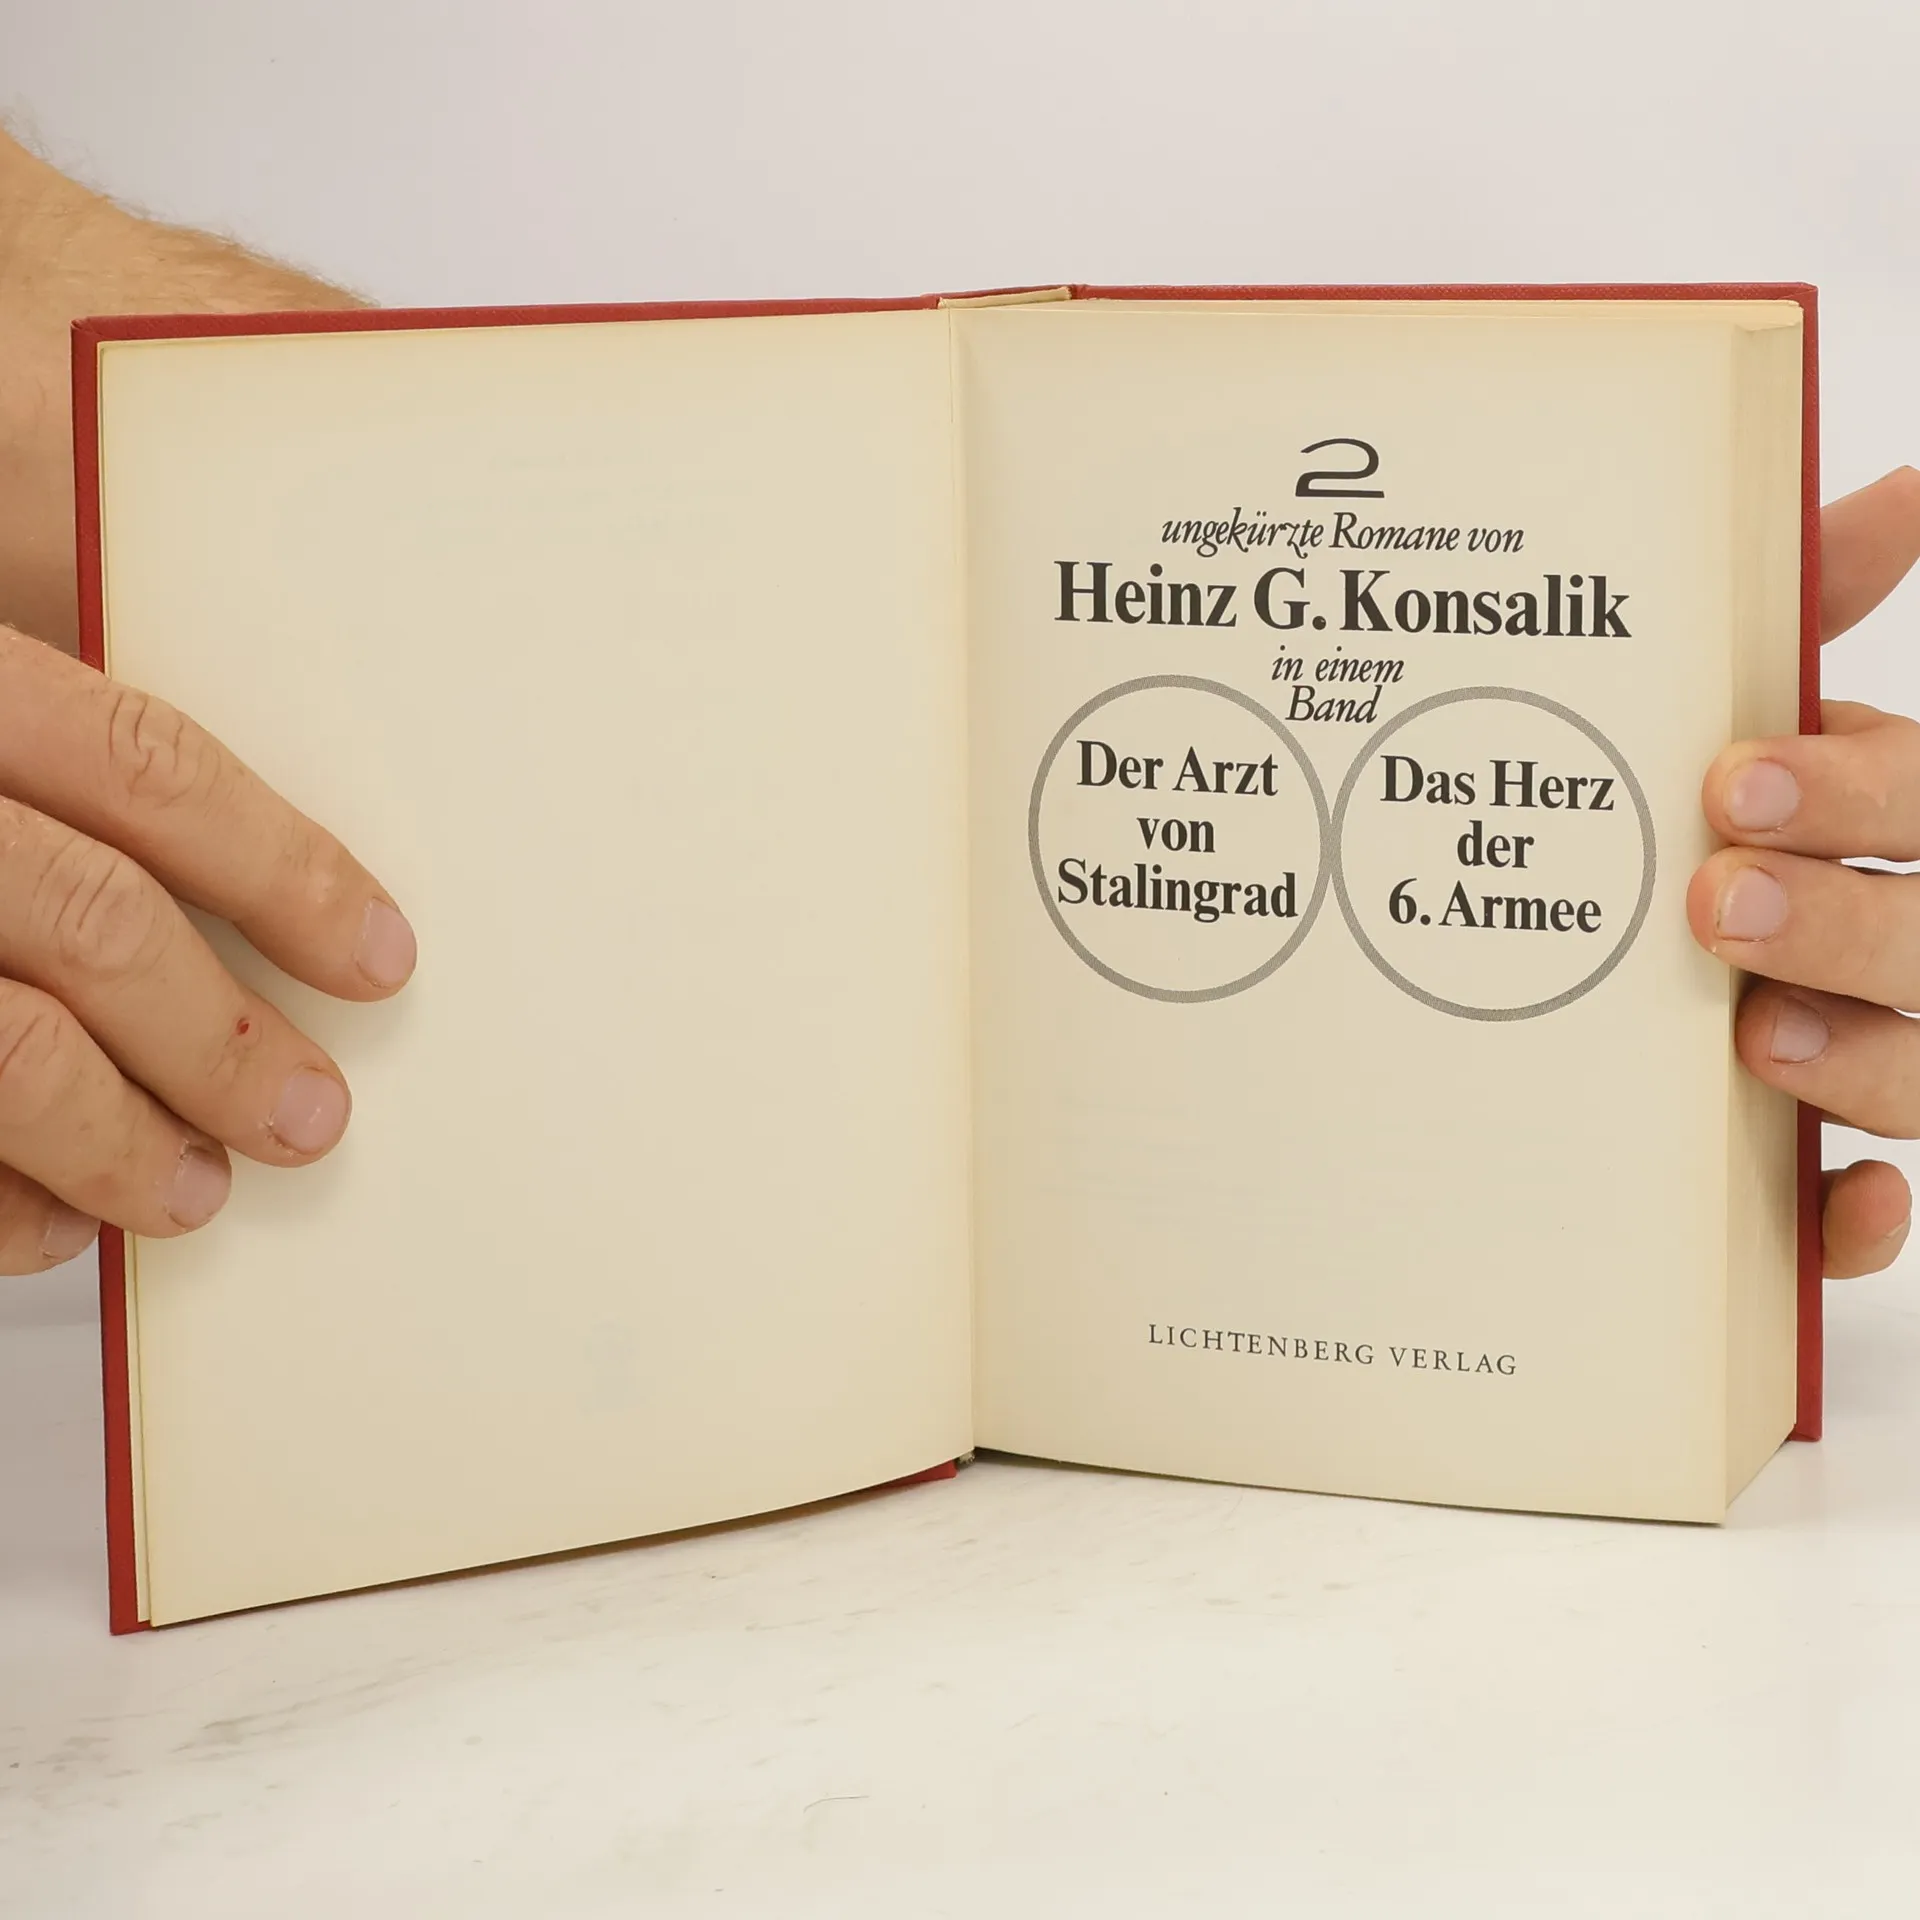 2
ungekürzte Romane von
Heinz G. Konsalik
in einem
Band
Der Arzt
von
Stalingrad
Das Herz
der
6. Armee
LICHTENBERG VERLAG